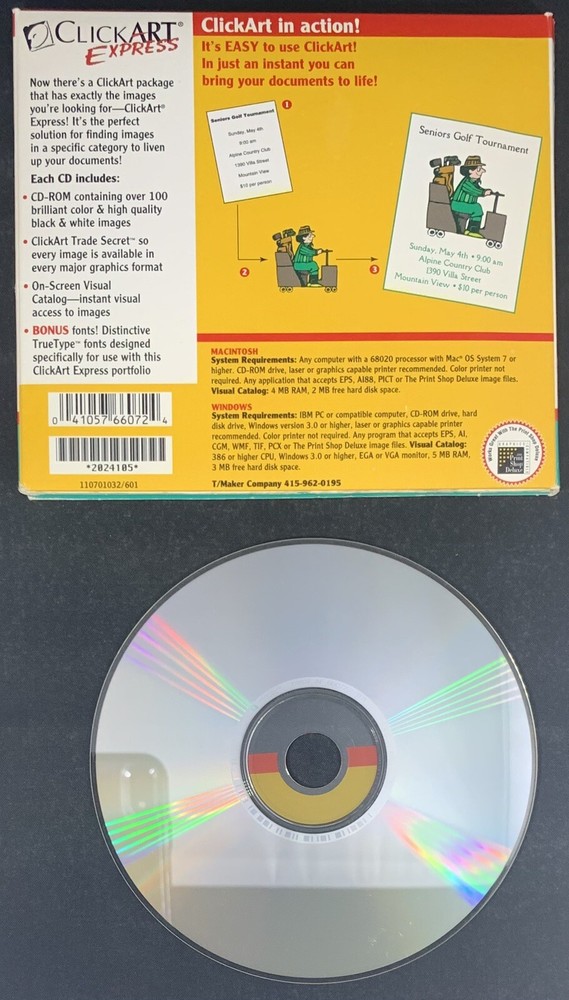 CLICKART®
EXPRESS™
Now there's a ClickArt package
that has exactly the images
you're looking for—ClickArt®
Express! It's the perfect
solution for finding images
in a specific category to liven
up your documents!
Each CD includes:
• CD-ROM containing over 100
brilliant color & high quality
black & white images
• ClickArt Trade Secret™ so
every image is available in
every major graphics format
• On-Screen Visual
Catalog—instant visual
access to images
• BONUS fonts! Distinctive
TrueType™ fonts designed
specifically for use with this
ClickArt Express portfolio
0 41057 66072 4
*2024105*
110701032/601
ClickArt in action!
It's EASY to use ClickArt!
In just an instant you can
bring your documents to life!
1
Seniors Golf Tournament
Sunday, May 4th
9:00 am
Alpine Country Club
1390 Villa Street
Mountain View
$10 per person
2
3
Seniors Golf Tournament
Sunday, May 4th • 9:00 am
Alpine Country Club
1390 Villa Street
Mountain View • $10 per person
MACINTOSH
System Requirements: Any computer with a 68020 processor with Mac® OS System 7 or
higher. CD-ROM drive, laser or graphics capable printer recommended. Color printer not
required. Any application that accepts EPS, AI88, PICT or The Print Shop Deluxe image files.
Visual Catalog: 4 MB RAM, 2 MB free hard disk space.
WINDOWS
System Requirements: IBM PC or compatible computer, CD-ROM drive, hard
disk drive, Windows version 3.0 or higher, laser or graphics capable printer
recommended. Color printer not required. Any program that accepts EPS, AI,
CGM, WMF, TIF, PCX or The Print Shop Deluxe image files. Visual Catalog:
386 or higher CPU, Windows 3.0 or higher, EGA or VGA monitor, 5 MB RAM,
3 MB free hard disk space.
T/Maker Company 415-962-0195
Works Great With The Print Shop Deluxe
GRAPHICS
The
Print
Shop
Deluxe